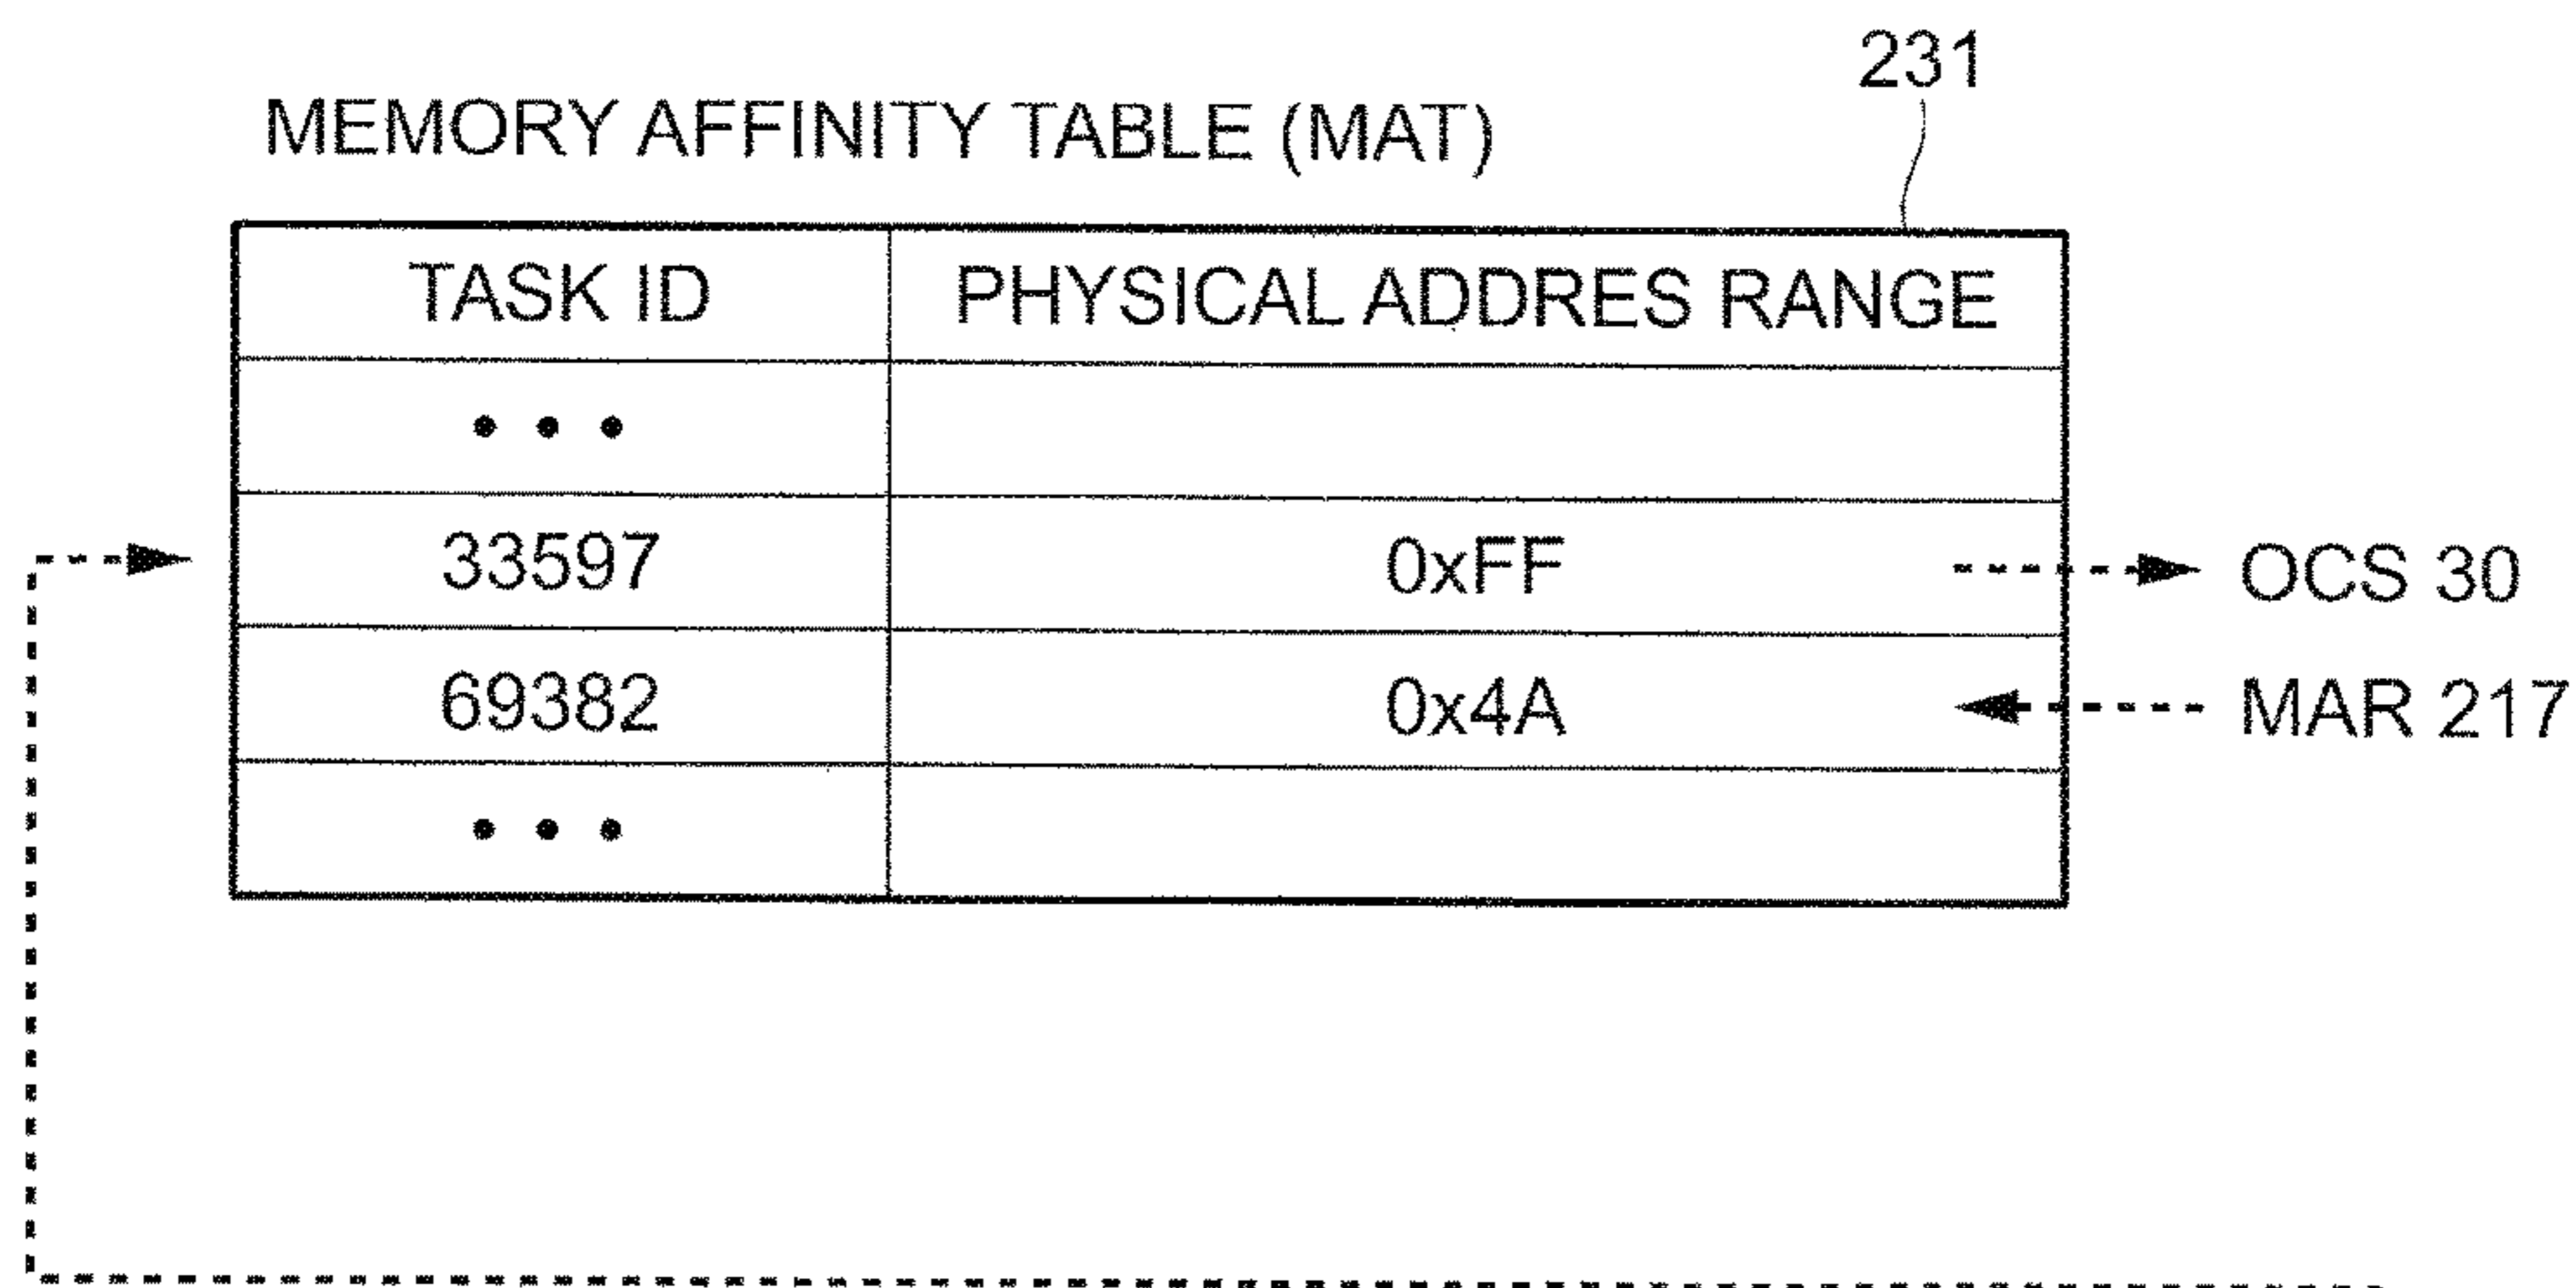 231
MEMORY AFFINITY TABLE (MAT)
TASK ID PHYSICAL ADDRES RANGE
• • •
33597 0xFF OCS 30
69382 0x4A MAR 217
• • •